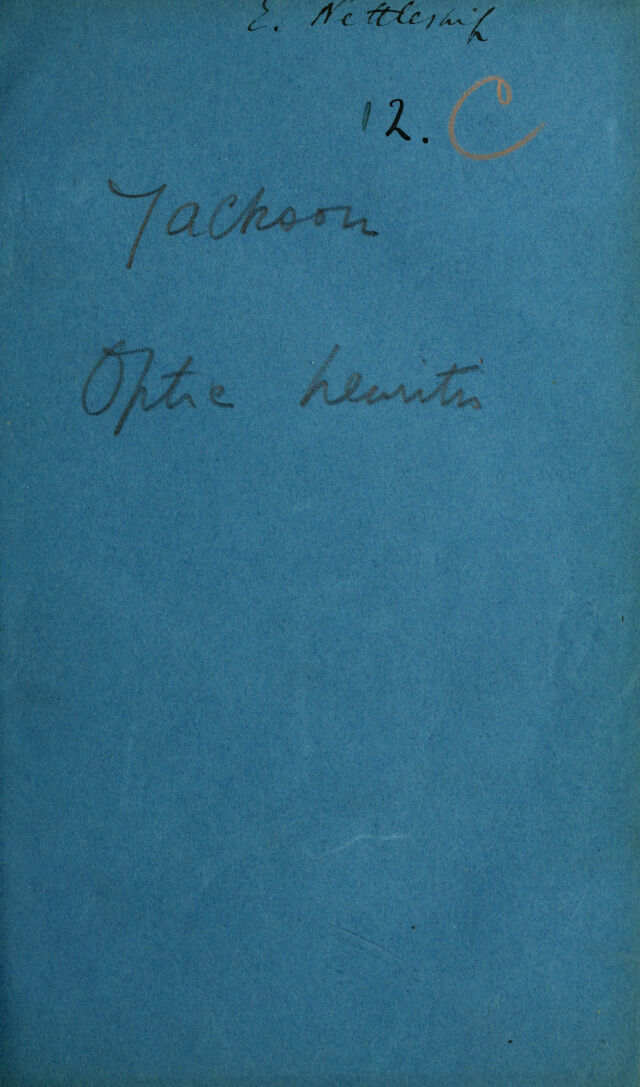 E. Nettleship
12. C
Jackson
Optic Neuritis